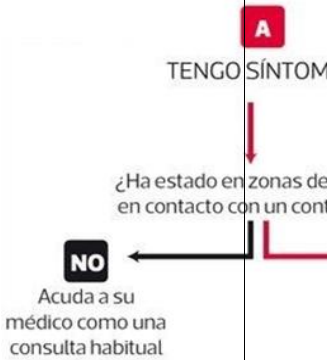 A
TENGO SÍNTOM
¿Ha estado en zonas de
en contacto con un cont
NO
Acuda a su
médico como una
consulta habitual